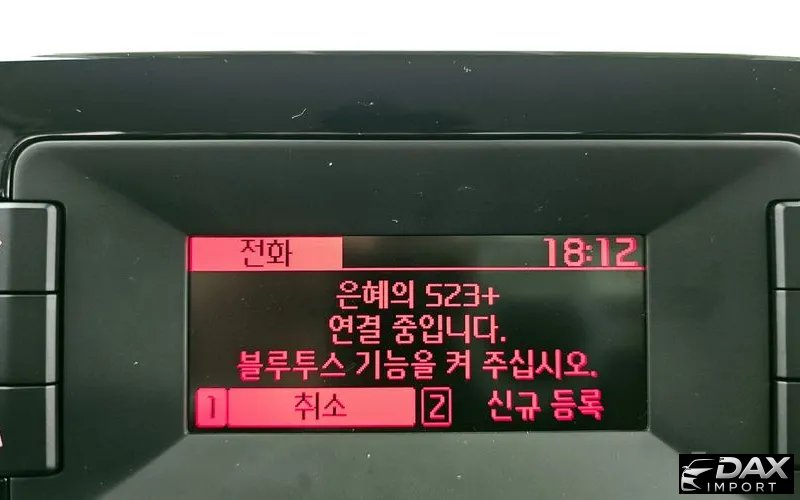 전화 18:12
은혜의 S23+
연결 중입니다.
블루투스 기능을 켜 주십시오.
1 취소 2 신규 등록
DAX
IMPORT